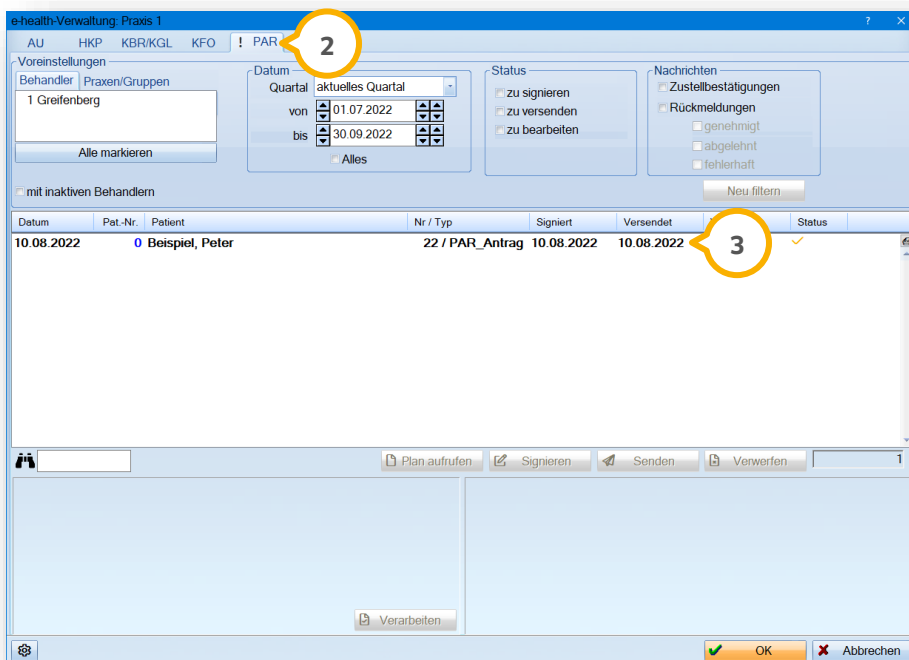 e-health-Verwaltung: Praxis 1 ? ×
AU HKP KBR/KGL KFO ! PAR 2
Voreinstellungen
Behandler Praxen/Gruppen
1 Greifenberg
Alle markieren
mit inaktiven Behandlern
Datum
Quartal aktuelles Quartal
von 01.07.2022
bis 30.09.2022
Alles
Status
zu signieren
zu versenden
zu bearbeiten
Nachrichten
Zustellbestätigungen
Rückmeldungen
genehmigt
abgelehnt
fehlerhaft
Neu filtern
Datum Pat.-Nr. Patient Nr / Typ Signiert Versendet Status
10.08.2022 0 Beispiel, Peter 22 / PAR_Antrag 10.08.2022 10.08.2022 3
Plan aufrufen Signieren Senden Verwerfen 1
Verarbeiten
OK Abbrechen